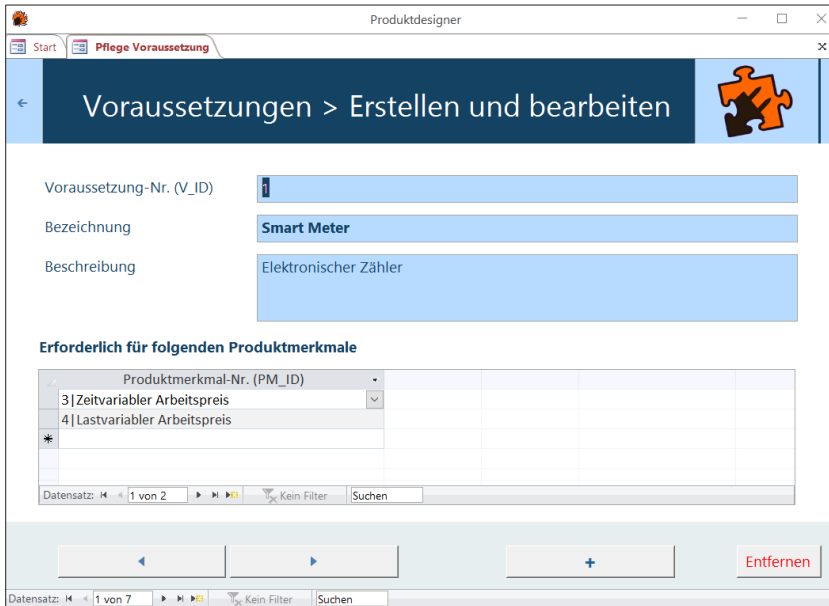 Produktdesigner
Start Pflege Voraussetzung
Voraussetzungen > Erstellen und bearbeiten
Voraussetzung-Nr. (V_ID) 1
Bezeichnung Smart Meter
Beschreibung Elektronischer Zähler
Erforderlich für folgenden Produktmerkmale
Produktmerkmal-Nr. (PM_ID)
3|Zeitvariabler Arbeitspreis
4|Lastvariabler Arbeitspreis
Datensatz: 1 von 2 Kein Filter Suchen
+ Entfernen
Datensatz: 1 von 7 Kein Filter Suchen